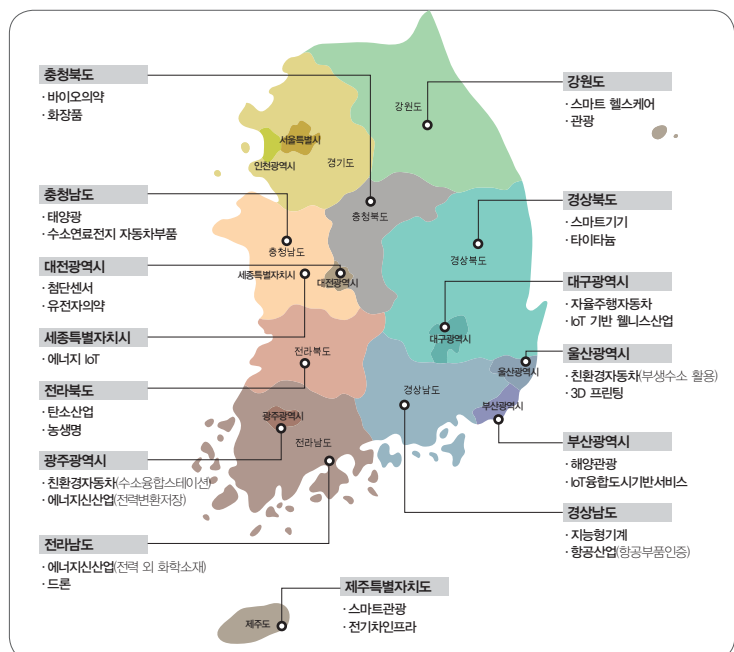 충청북도
· 바이오의약
· 화장품
충청남도
· 태양광
· 수소연료전지 자동차부품
대전광역시
· 첨단센서
· 유전자의약
세종특별자치시
· 에너지 IoT
전라북도
· 탄소산업
· 농생명
광주광역시
· 친환경자동차(수소융합스테이션)
· 에너지신산업(전력변환저장)
전라남도
· 에너지신산업(전력 외 화학소재)
· 드론
강원도
서울특별시
인천광역시
경기도
충청북도
충청남도
세종특별자치시
대전광역시
경상북도
대구광역시
전라북도
울산광역시
경상남도
부산광역시
광주광역시
전라남도
제주도
강원도
· 스마트 헬스케어
· 관광
경상북도
· 스마트기기
· 타이타늄
대구광역시
· 자율주행자동차
· IoT 기반 웰니스산업
울산광역시
· 친환경자동차(부생수소 활용)
· 3D 프린팅
부산광역시
· 해양관광
· IoT융합도시기반서비스
경상남도
· 지능형기계
· 항공산업(항공부품인증)
제주특별자치도
· 스마트관광
· 전기차인프라